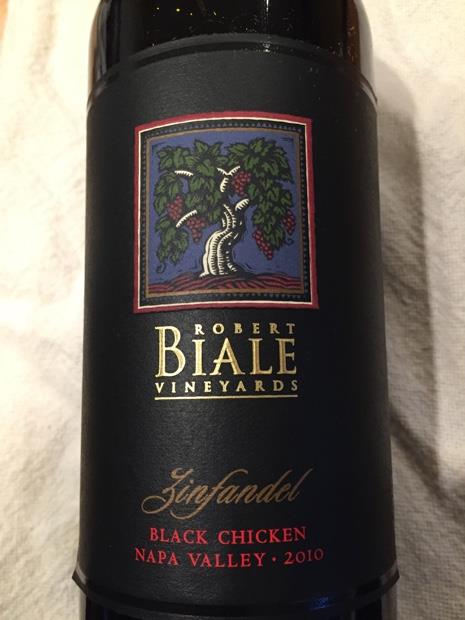 ROBERT
BIALE
VINEYARDS
Zinfandel
BLACK CHICKEN
NAPA VALLEY · 2010